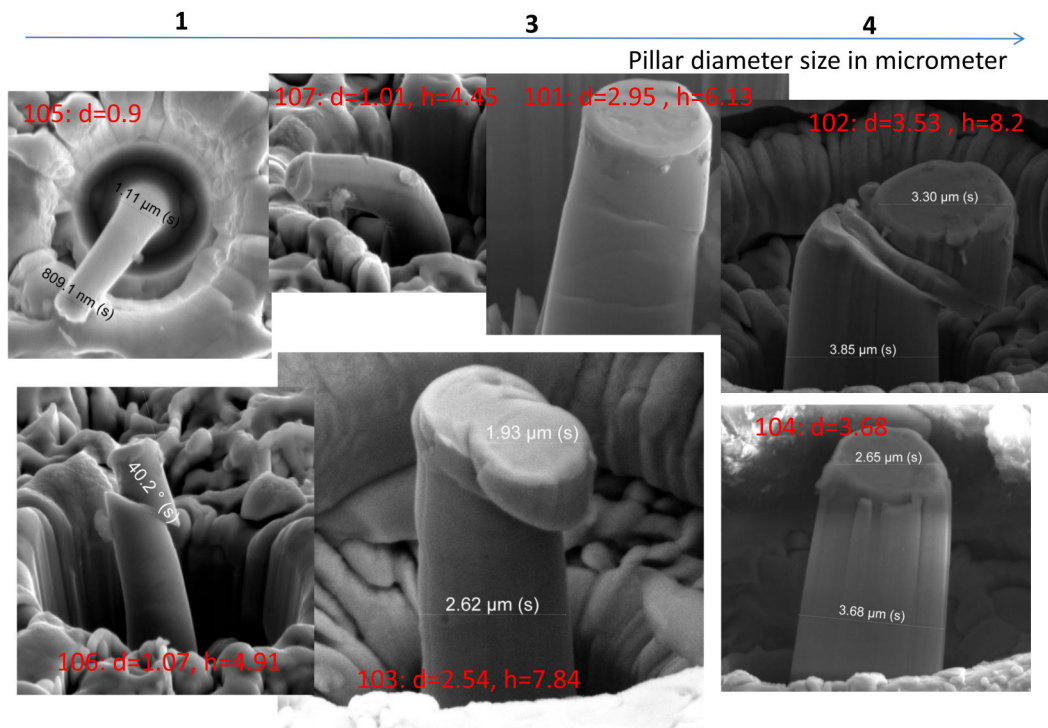 1 3 4
Pillar diameter size in micrometer
105: d=0.9
1.11 µm (s)
809.1 nm (s)
107: d=1.01, h=4.45
101: d=2.95 , h=6.13
102: d=3.53 , h=8.2
3.30 µm (s)
3.85 µm (s)
40.2 ° (s)
106: d=1.07, h=4.91
1.93 µm (s)
2.62 µm (s)
103: d=2.54, h=7.84
104: d=3.68
2.65 µm (s)
3.68 µm (s)